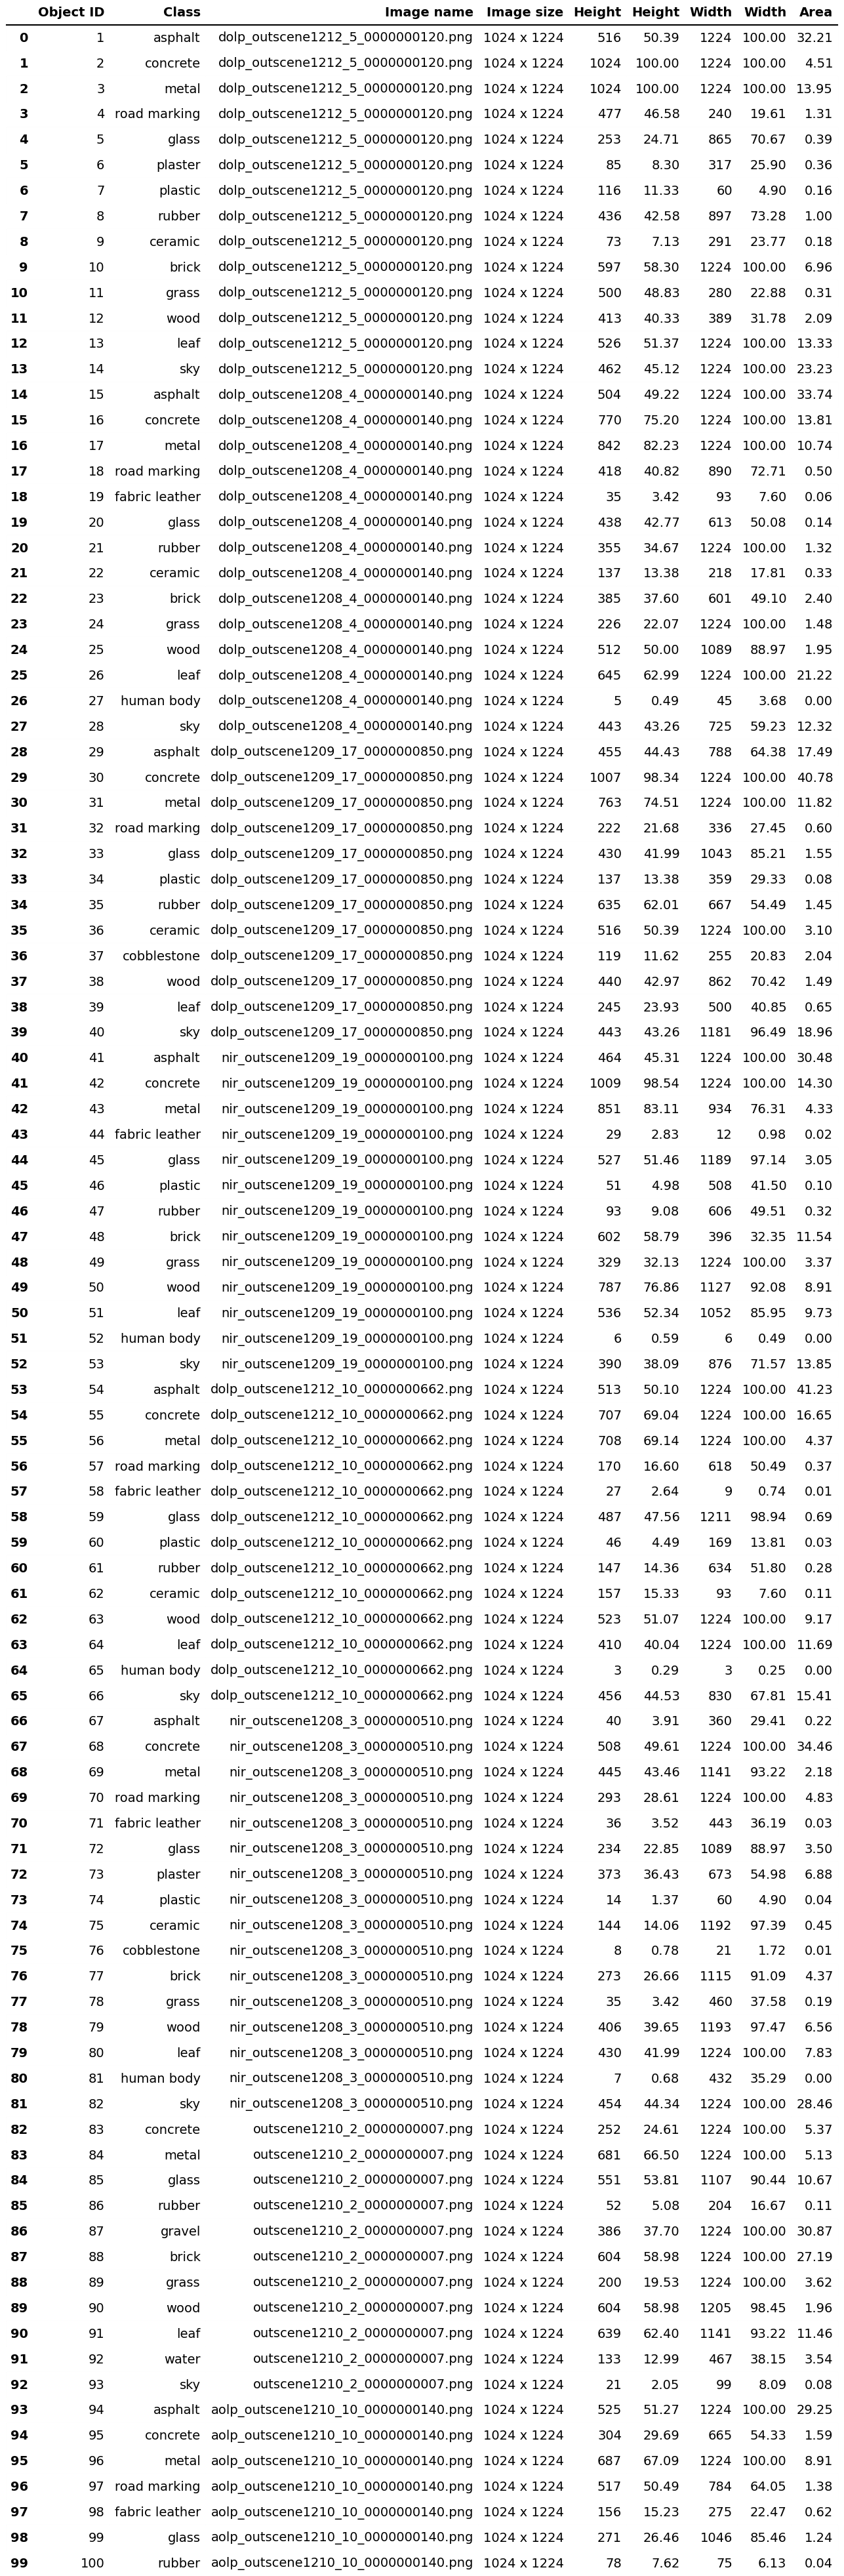 Object ID Class Image name Image size Height Height Width Width Area
0 1 asphalt dolp_outscene1212_5_0000000120.png 1024 x 1224 516 50.39 1224 100.00 32.21
1 2 concrete dolp_outscene1212_5_0000000120.png 1024 x 1224 1024 100.00 1224 100.00 4.51
2 3 metal dolp_outscene1212_5_0000000120.png 1024 x 1224 1024 100.00 1224 100.00 13.95
3 4 road marking dolp_outscene1212_5_0000000120.png 1024 x 1224 477 46.58 240 19.61 1.31
4 5 glass dolp_outscene1212_5_0000000120.png 1024 x 1224 253 24.71 865 70.67 0.39
5 6 plaster dolp_outscene1212_5_0000000120.png 1024 x 1224 85 8.30 317 25.90 0.36
6 7 plastic dolp_outscene1212_5_0000000120.png 1024 x 1224 116 11.33 60 4.90 0.16
7 8 rubber dolp_outscene1212_5_0000000120.png 1024 x 1224 436 42.58 897 73.28 1.00
8 9 ceramic dolp_outscene1212_5_0000000120.png 1024 x 1224 73 7.13 291 23.77 0.18
9 10 brick dolp_outscene1212_5_0000000120.png 1024 x 1224 597 58.30 1224 100.00 6.96
10 11 grass dolp_outscene1212_5_0000000120.png 1024 x 1224 500 48.83 280 22.88 0.31
11 12 wood dolp_outscene1212_5_0000000120.png 1024 x 1224 413 40.33 389 31.78 2.09
12 13 leaf dolp_outscene1212_5_0000000120.png 1024 x 1224 526 51.37 1224 100.00 13.33
13 14 sky dolp_outscene1212_5_0000000120.png 1024 x 1224 462 45.12 1224 100.00 23.23
14 15 asphalt dolp_outscene1208_4_0000000140.png 1024 x 1224 504 49.22 1224 100.00 33.74
15 16 concrete dolp_outscene1208_4_0000000140.png 1024 x 1224 770 75.20 1224 100.00 13.81
16 17 metal dolp_outscene1208_4_0000000140.png 1024 x 1224 842 82.23 1224 100.00 10.74
17 18 road marking dolp_outscene1208_4_0000000140.png 1024 x 1224 418 40.82 890 72.71 0.50
18 19 fabric leather dolp_outscene1208_4_0000000140.png 1024 x 1224 35 3.42 93 7.60 0.06
19 20 glass dolp_outscene1208_4_0000000140.png 1024 x 1224 438 42.77 613 50.08 0.14
20 21 rubber dolp_outscene1208_4_0000000140.png 1024 x 1224 355 34.67 1224 100.00 1.32
21 22 ceramic dolp_outscene1208_4_0000000140.png 1024 x 1224 137 13.38 218 17.81 0.33
22 23 brick dolp_outscene1208_4_0000000140.png 1024 x 1224 385 37.60 601 49.10 2.40
23 24 grass dolp_outscene1208_4_0000000140.png 1024 x 1224 226 22.07 1224 100.00 1.48
24 25 wood dolp_outscene1208_4_0000000140.png 1024 x 1224 512 50.00 1089 88.97 1.95
25 26 leaf dolp_outscene1208_4_0000000140.png 1024 x 1224 645 62.99 1224 100.00 21.22
26 27 human body dolp_outscene1208_4_0000000140.png 1024 x 1224 5 0.49 45 3.68 0.00
27 28 sky dolp_outscene1208_4_0000000140.png 1024 x 1224 443 43.26 725 59.23 12.32
28 29 asphalt dolp_outscene1209_17_0000000850.png 1024 x 1224 455 44.43 788 64.38 17.49
29 30 concrete dolp_outscene1209_17_0000000850.png 1024 x 1224 1007 98.34 1224 100.00 40.78
30 31 metal dolp_outscene1209_17_0000000850.png 1024 x 1224 763 74.51 1224 100.00 11.82
31 32 road marking dolp_outscene1209_17_0000000850.png 1024 x 1224 222 21.68 336 27.45 0.60
32 33 glass dolp_outscene1209_17_0000000850.png 1024 x 1224 430 41.99 1043 85.21 1.55
33 34 plastic dolp_outscene1209_17_0000000850.png 1024 x 1224 137 13.38 359 29.33 0.08
34 35 rubber dolp_outscene1209_17_0000000850.png 1024 x 1224 635 62.01 667 54.49 1.45
35 36 ceramic dolp_outscene1209_17_0000000850.png 1024 x 1224 516 50.39 1224 100.00 3.10
36 37 cobblestone dolp_outscene1209_17_0000000850.png 1024 x 1224 119 11.62 255 20.83 2.04
37 38 wood dolp_outscene1209_17_0000000850.png 1024 x 1224 440 42.97 862 70.42 1.49
38 39 leaf dolp_outscene1209_17_0000000850.png 1024 x 1224 245 23.93 500 40.85 0.65
39 40 sky dolp_outscene1209_17_0000000850.png 1024 x 1224 443 43.26 1181 96.49 18.96
40 41 asphalt nir_outscene1209_19_0000000100.png 1024 x 1224 464 45.31 1224 100.00 30.48
41 42 concrete nir_outscene1209_19_0000000100.png 1024 x 1224 1009 98.54 1224 100.00 14.30
42 43 metal nir_outscene1209_19_0000000100.png 1024 x 1224 851 83.11 934 76.31 4.33
43 44 fabric leather nir_outscene1209_19_0000000100.png 1024 x 1224 29 2.83 12 0.98 0.02
44 45 glass nir_outscene1209_19_0000000100.png 1024 x 1224 527 51.46 1189 97.14 3.05
45 46 plastic nir_outscene1209_19_0000000100.png 1024 x 1224 51 4.98 508 41.50 0.10
46 47 rubber nir_outscene1209_19_0000000100.png 1024 x 1224 93 9.08 606 49.51 0.32
47 48 brick nir_outscene1209_19_0000000100.png 1024 x 1224 602 58.79 396 32.35 11.54
48 49 grass nir_outscene1209_19_0000000100.png 1024 x 1224 329 32.13 1224 100.00 3.37
49 50 wood nir_outscene1209_19_0000000100.png 1024 x 1224 787 76.86 1127 92.08 8.91
50 51 leaf nir_outscene1209_19_0000000100.png 1024 x 1224 536 52.34 1052 85.95 9.73
51 52 human body nir_outscene1209_19_0000000100.png 1024 x 1224 6 0.59 6 0.49 0.00
52 53 sky nir_outscene1209_19_0000000100.png 1024 x 1224 390 38.09 876 71.57 13.85
53 54 asphalt dolp_outscene1212_10_0000000662.png 1024 x 1224 513 50.10 1224 100.00 41.23
54 55 concrete dolp_outscene1212_10_0000000662.png 1024 x 1224 707 69.04 1224 100.00 16.65
55 56 metal dolp_outscene1212_10_0000000662.png 1024 x 1224 708 69.14 1224 100.00 4.37
56 57 road marking dolp_outscene1212_10_0000000662.png 1024 x 1224 170 16.60 618 50.49 0.37
57 58 fabric leather dolp_outscene1212_10_0000000662.png 1024 x 1224 27 2.64 9 0.74 0.01
58 59 glass dolp_outscene1212_10_0000000662.png 1024 x 1224 487 47.56 1211 98.94 0.69
59 60 plastic dolp_outscene1212_10_0000000662.png 1024 x 1224 46 4.49 169 13.81 0.03
60 61 rubber dolp_outscene1212_10_0000000662.png 1024 x 1224 147 14.36 634 51.80 0.28
61 62 ceramic dolp_outscene1212_10_0000000662.png 1024 x 1224 157 15.33 93 7.60 0.11
62 63 wood dolp_outscene1212_10_0000000662.png 1024 x 1224 523 51.07 1224 100.00 9.17
63 64 leaf dolp_outscene1212_10_0000000662.png 1024 x 1224 410 40.04 1224 100.00 11.69
64 65 human body dolp_outscene1212_10_0000000662.png 1024 x 1224 3 0.29 3 0.25 0.00
65 66 sky dolp_outscene1212_10_0000000662.png 1024 x 1224 456 44.53 830 67.81 15.41
66 67 asphalt nir_outscene1208_3_0000000510.png 1024 x 1224 40 3.91 360 29.41 0.22
67 68 concrete nir_outscene1208_3_0000000510.png 1024 x 1224 508 49.61 1224 100.00 34.46
68 69 metal nir_outscene1208_3_0000000510.png 1024 x 1224 445 43.46 1141 93.22 2.18
69 70 road marking nir_outscene1208_3_0000000510.png 1024 x 1224 293 28.61 1224 100.00 4.83
70 71 fabric leather nir_outscene1208_3_0000000510.png 1024 x 1224 36 3.52 443 36.19 0.03
71 72 glass nir_outscene1208_3_0000000510.png 1024 x 1224 234 22.85 1089 88.97 3.50
72 73 plaster nir_outscene1208_3_0000000510.png 1024 x 1224 373 36.43 673 54.98 6.88
73 74 plastic nir_outscene1208_3_0000000510.png 1024 x 1224 14 1.37 60 4.90 0.04
74 75 ceramic nir_outscene1208_3_0000000510.png 1024 x 1224 144 14.06 1192 97.39 0.45
75 76 cobblestone nir_outscene1208_3_0000000510.png 1024 x 1224 8 0.78 21 1.72 0.01
76 77 brick nir_outscene1208_3_0000000510.png 1024 x 1224 273 26.66 1115 91.09 4.37
77 78 grass nir_outscene1208_3_0000000510.png 1024 x 1224 35 3.42 460 37.58 0.19
78 79 wood nir_outscene1208_3_0000000510.png 1024 x 1224 406 39.65 1193 97.47 6.56
79 80 leaf nir_outscene1208_3_0000000510.png 1024 x 1224 430 41.99 1224 100.00 7.83
80 81 human body nir_outscene1208_3_0000000510.png 1024 x 1224 7 0.68 432 35.29 0.00
81 82 sky nir_outscene1208_3_0000000510.png 1024 x 1224 454 44.34 1224 100.00 28.46
82 83 concrete outscene1210_2_0000000007.png 1024 x 1224 252 24.61 1224 100.00 5.37
83 84 metal outscene1210_2_0000000007.png 1024 x 1224 681 66.50 1224 100.00 5.13
84 85 glass outscene1210_2_0000000007.png 1024 x 1224 551 53.81 1107 90.44 10.67
85 86 rubber outscene1210_2_0000000007.png 1024 x 1224 52 5.08 204 16.67 0.11
86 87 gravel outscene1210_2_0000000007.png 1024 x 1224 386 37.70 1224 100.00 30.87
87 88 brick outscene1210_2_0000000007.png 1024 x 1224 604 58.98 1224 100.00 27.19
88 89 grass outscene1210_2_0000000007.png 1024 x 1224 200 19.53 1224 100.00 3.62
89 90 wood outscene1210_2_0000000007.png 1024 x 1224 604 58.98 1205 98.45 1.96
90 91 leaf outscene1210_2_0000000007.png 1024 x 1224 639 62.40 1141 93.22 11.46
91 92 water outscene1210_2_0000000007.png 1024 x 1224 133 12.99 467 38.15 3.54
92 93 sky outscene1210_2_0000000007.png 1024 x 1224 21 2.05 99 8.09 0.08
93 94 asphalt aolp_outscene1210_10_0000000140.png 1024 x 1224 525 51.27 1224 100.00 29.25
94 95 concrete aolp_outscene1210_10_0000000140.png 1024 x 1224 304 29.69 665 54.33 1.59
95 96 metal aolp_outscene1210_10_0000000140.png 1024 x 1224 687 67.09 1224 100.00 8.91
96 97 road marking aolp_outscene1210_10_0000000140.png 1024 x 1224 517 50.49 784 64.05 1.38
97 98 fabric leather aolp_outscene1210_10_0000000140.png 1024 x 1224 156 15.23 275 22.47 0.62
98 99 glass aolp_outscene1210_10_0000000140.png 1024 x 1224 271 26.46 1046 85.46 1.24
99 100 rubber aolp_outscene1210_10_0000000140.png 1024 x 1224 78 7.62 75 6.13 0.04